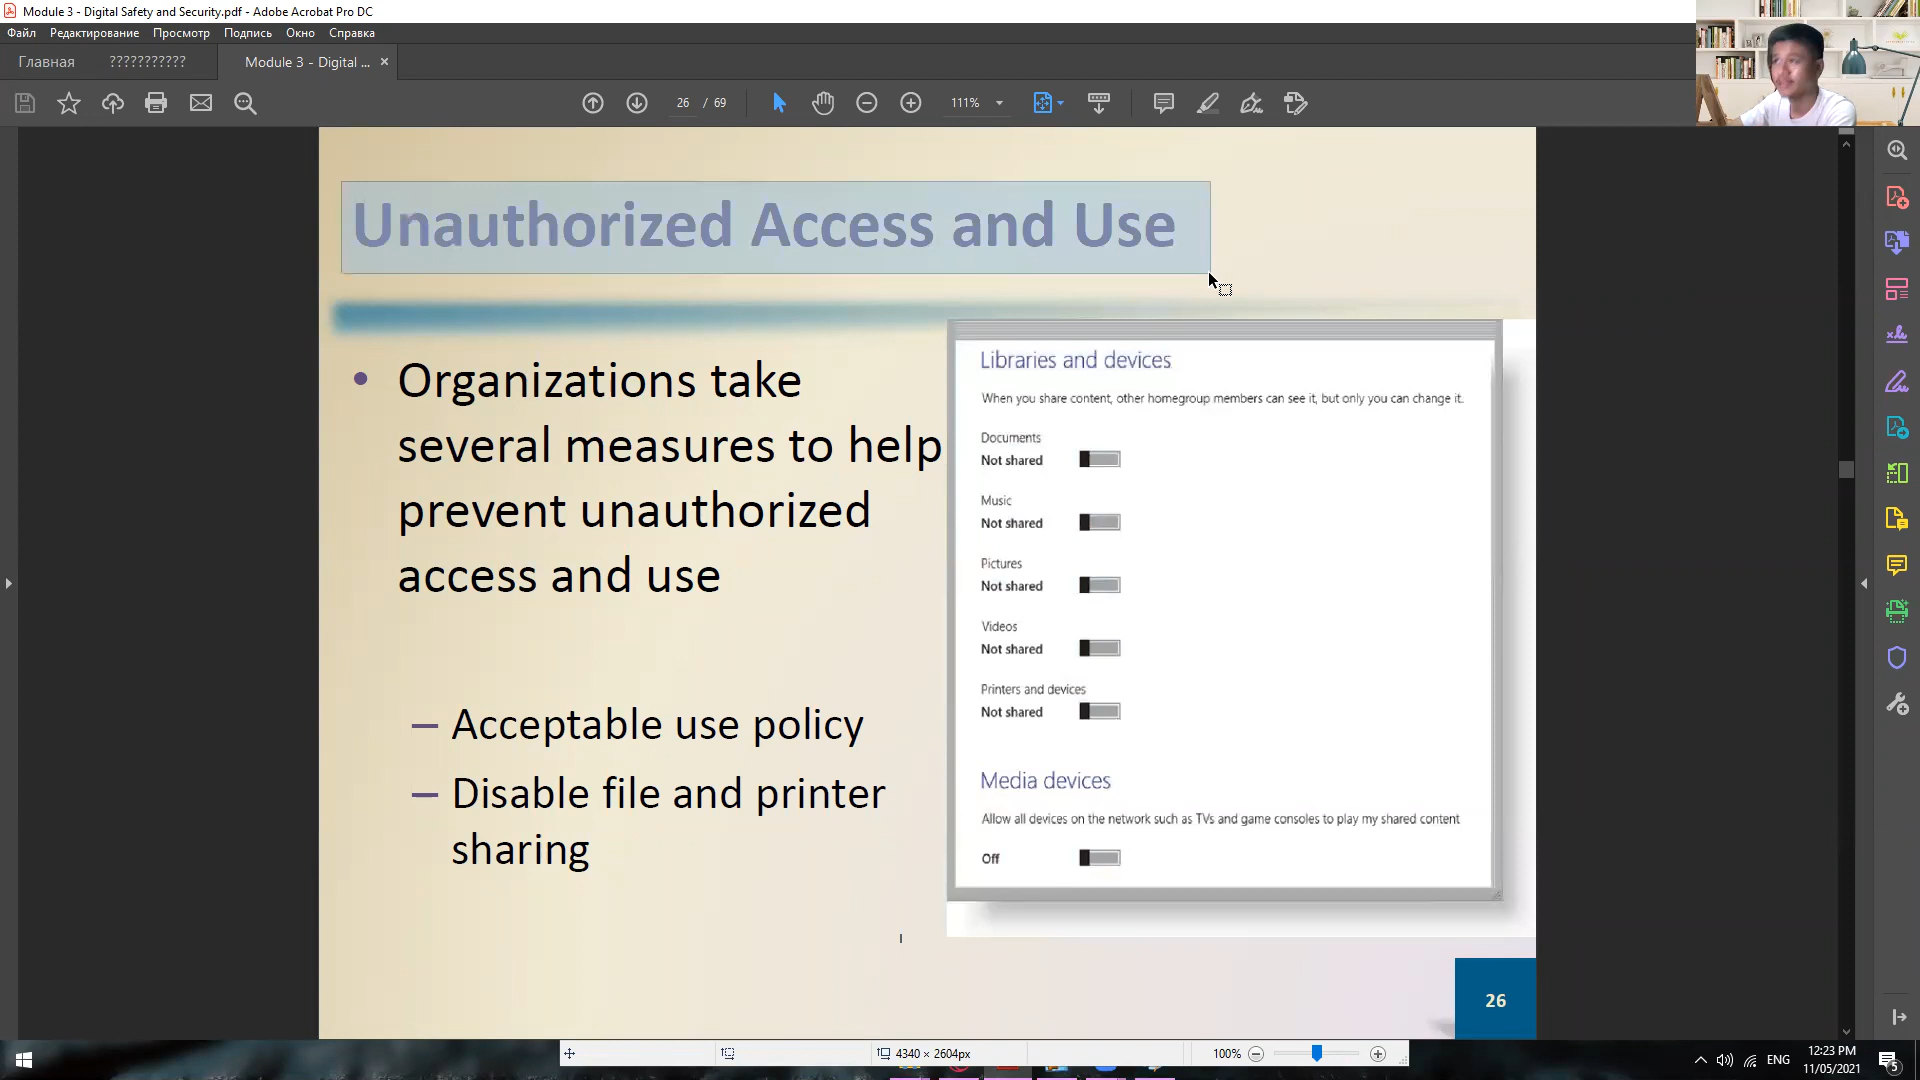 Module 3 - Digital Safety and Security.pdf - Adobe Acrobat Pro DC
Файл Редактирование Просмотр Подпись Окно Справка
Главная ??????????? Module 3 - Digital ... ×
26 / 69 111%
Unauthorized Access and Use
• Organizations take
several measures to help
prevent unauthorized
access and use
– Acceptable use policy
– Disable file and printer
sharing
Libraries and devices
When you share content, other homegroup members can see it, but only you can change it.
Documents
Not shared
Music
Not shared
Pictures
Not shared
Videos
Not shared
Printers and devices
Not shared
Media devices
Allow all devices on the network such as TVs and game consoles to play my shared content
Off
26
4340 × 2604px 100%
ENG
12:23 PM
11/05/2021
5